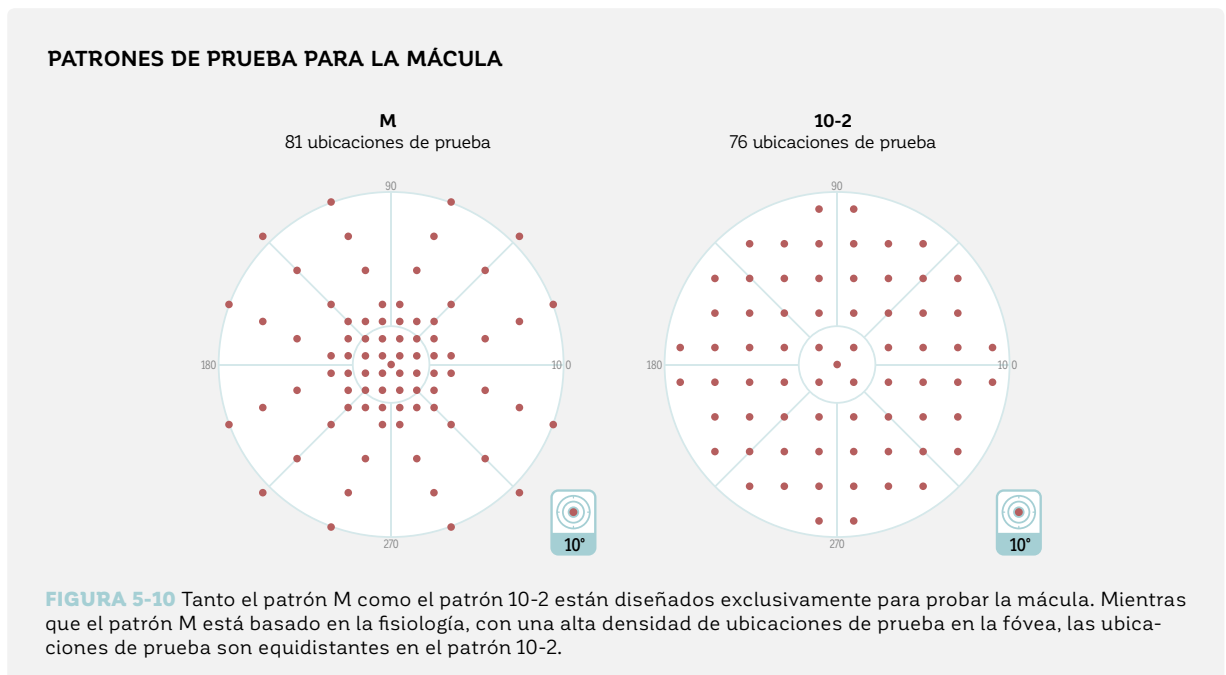 PATRONES DE PRUEBA PARA LA MÁCULA
M
81 ubicaciones de prueba
90
180
10 0
270
10°
10-2
76 ubicaciones de prueba
90
180
10 0
270
10°
FIGURA 5-10 Tanto el patrón M como el patrón 10-2 están diseñados exclusivamente para probar la mácula. Mientras
que el patrón M está basado en la fisiología, con una alta densidad de ubicaciones de prueba en la fóvea, las ubica-
ciones de prueba son equidistantes en el patrón 10-2.